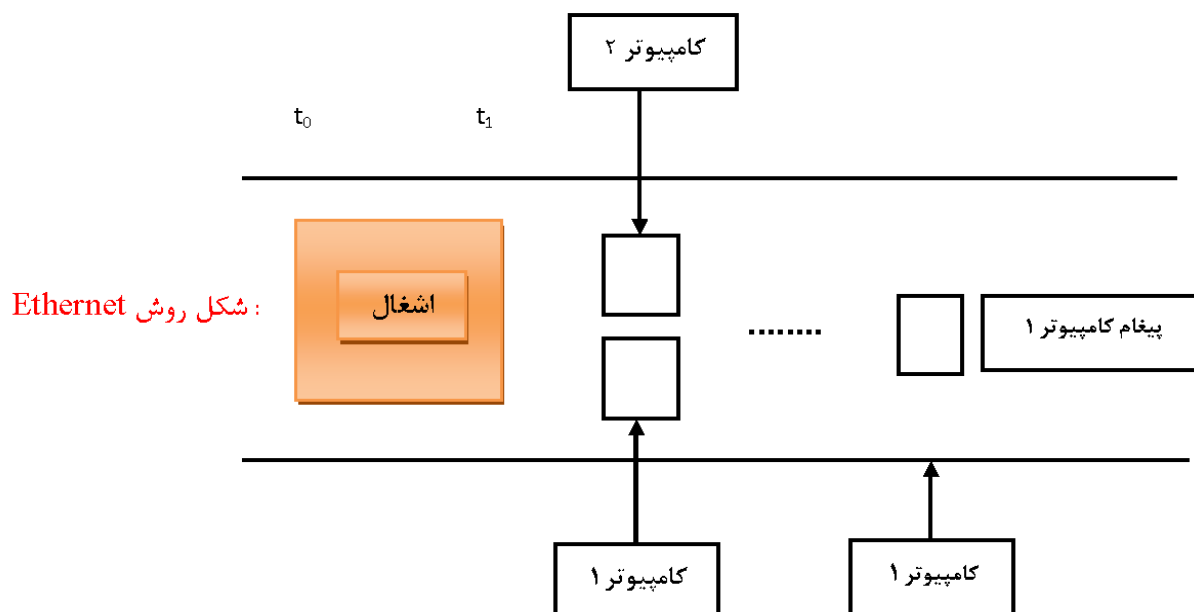 کامپیوتر ۲
t₀
t₁
شکل روش Ethernet :
اشغال
........
پیغام کامپیوتر ۱
کامپیوتر ۱
کامپیوتر ۱